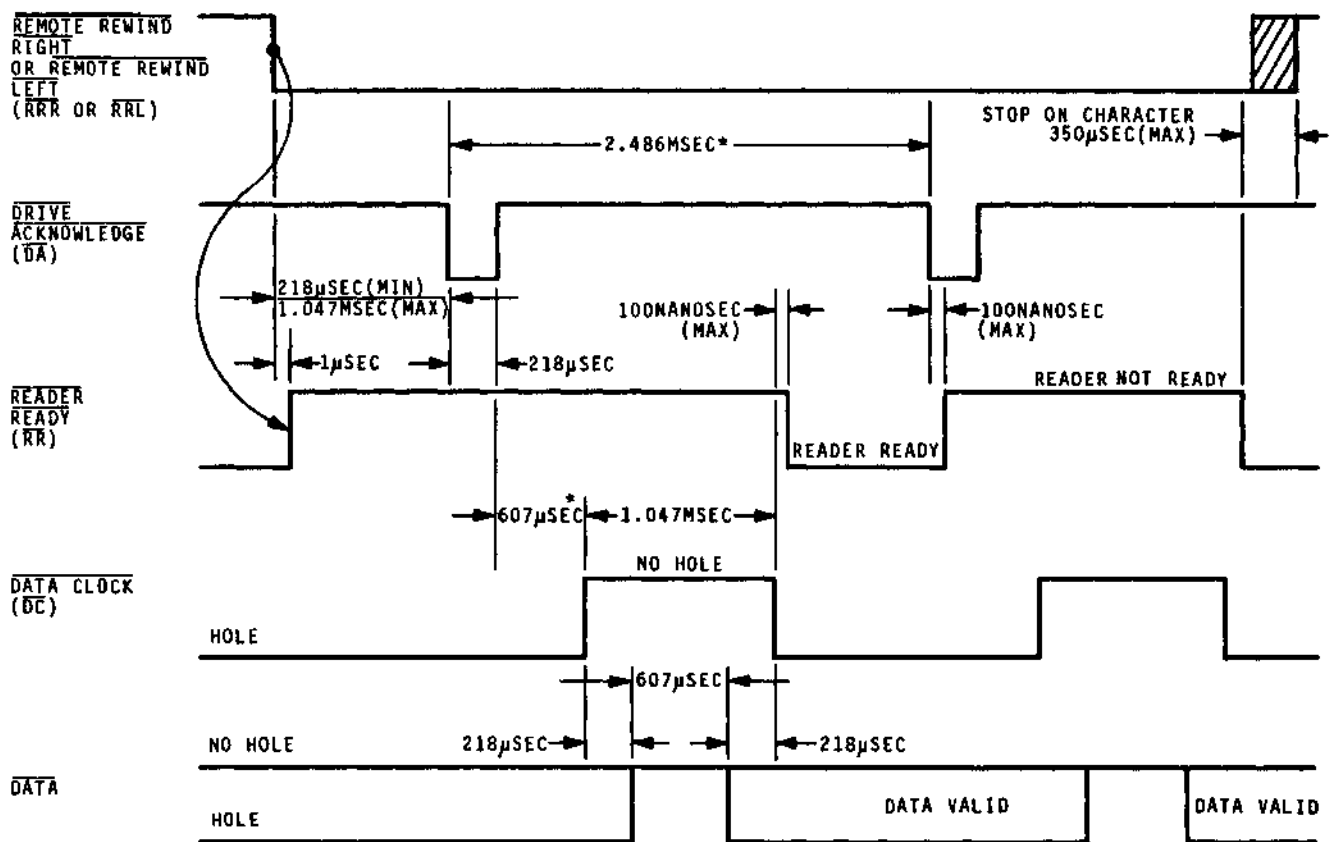 REMOTE REWIND
RIGHT
OR REMOTE REWIND
LEFT
(RRR OR RRL)
STOP ON CHARACTER
350µSEC(MAX)
2.486MSEC*
DRIVE
ACKNOWLEDGE
(DA)
218µSEC(MIN)
1.047MSEC(MAX)
100NANOSEC
(MAX)
100NANOSEC
(MAX)
1µSEC
218µSEC
READER NOT READY
READER
READY
(RR)
READER READY
607µSEC*
1.047MSEC
NO HOLE
DATA CLOCK
(DC)
HOLE
607µSEC
NO HOLE
218µSEC
218µSEC
DATA
DATA VALID
DATA VALID
HOLE